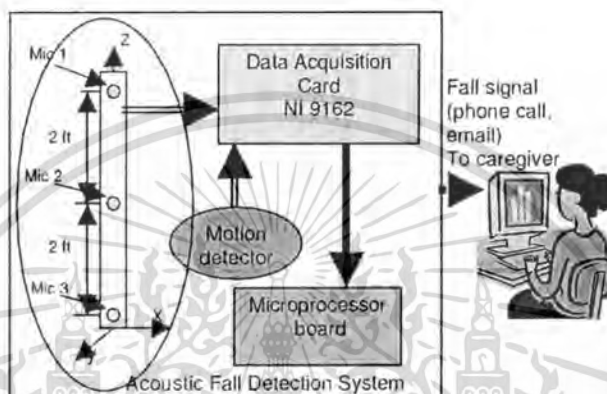 Mic 1
Z
2 ft
Mic 2
2 ft
Mic 3
X
Data Acquisition
Card
NI 9162
Motion
detector
Microprocessor
board
Acoustic Fall Detection System
Fall signal
(phone call,
email)
To caregiver